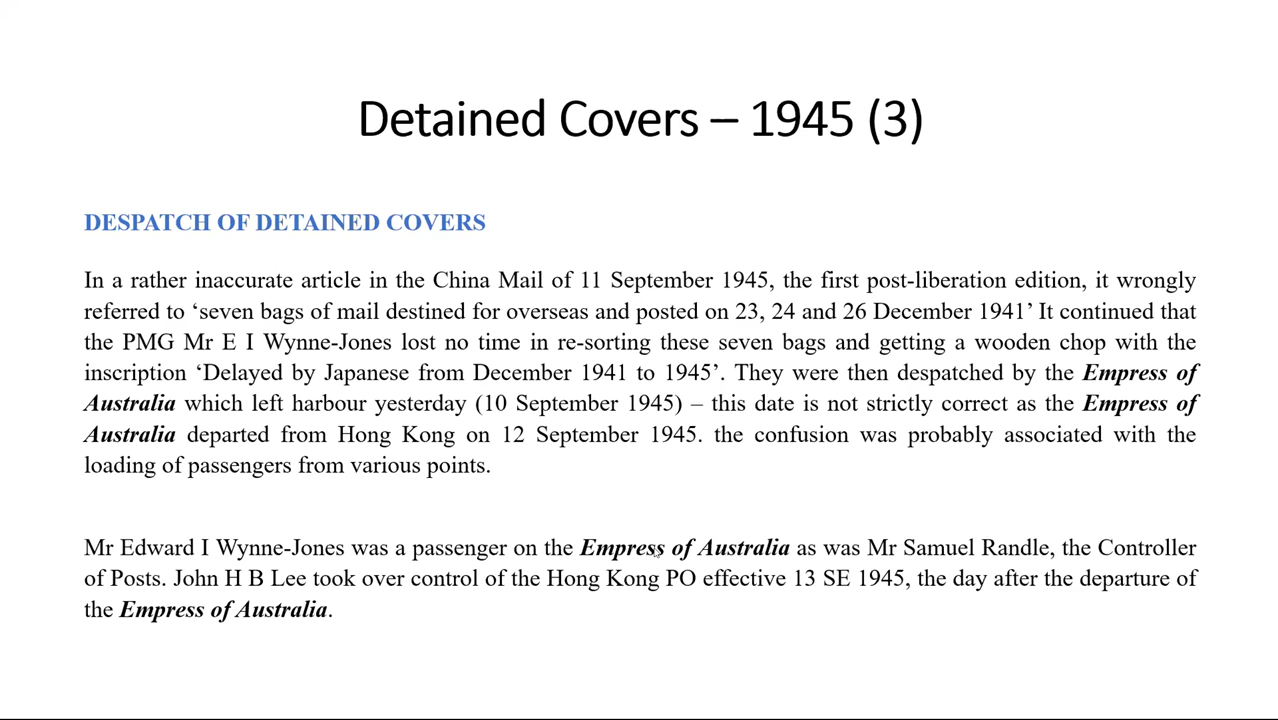 Detained Covers – 1945 (3)
DESPATCH OF DETAINED COVERS
In a rather inaccurate article in the China Mail of 11 September 1945, the first post-liberation edition, it wrongly
referred to ‘seven bags of mail destined for overseas and posted on 23, 24 and 26 December 1941’ It continued that
the PMG Mr E I Wynne-Jones lost no time in re-sorting these seven bags and getting a wooden chop with the
inscription ‘Delayed by Japanese from December 1941 to 1945’. They were then despatched by the Empress of
Australia which left harbour yesterday (10 September 1945) – this date is not strictly correct as the Empress of
Australia departed from Hong Kong on 12 September 1945. the confusion was probably associated with the
loading of passengers from various points.
Mr Edward I Wynne-Jones was a passenger on the Empress of Australia as was Mr Samuel Randle, the Controller
of Posts. John H B Lee took over control of the Hong Kong PO effective 13 SE 1945, the day after the departure of
the Empress of Australia.